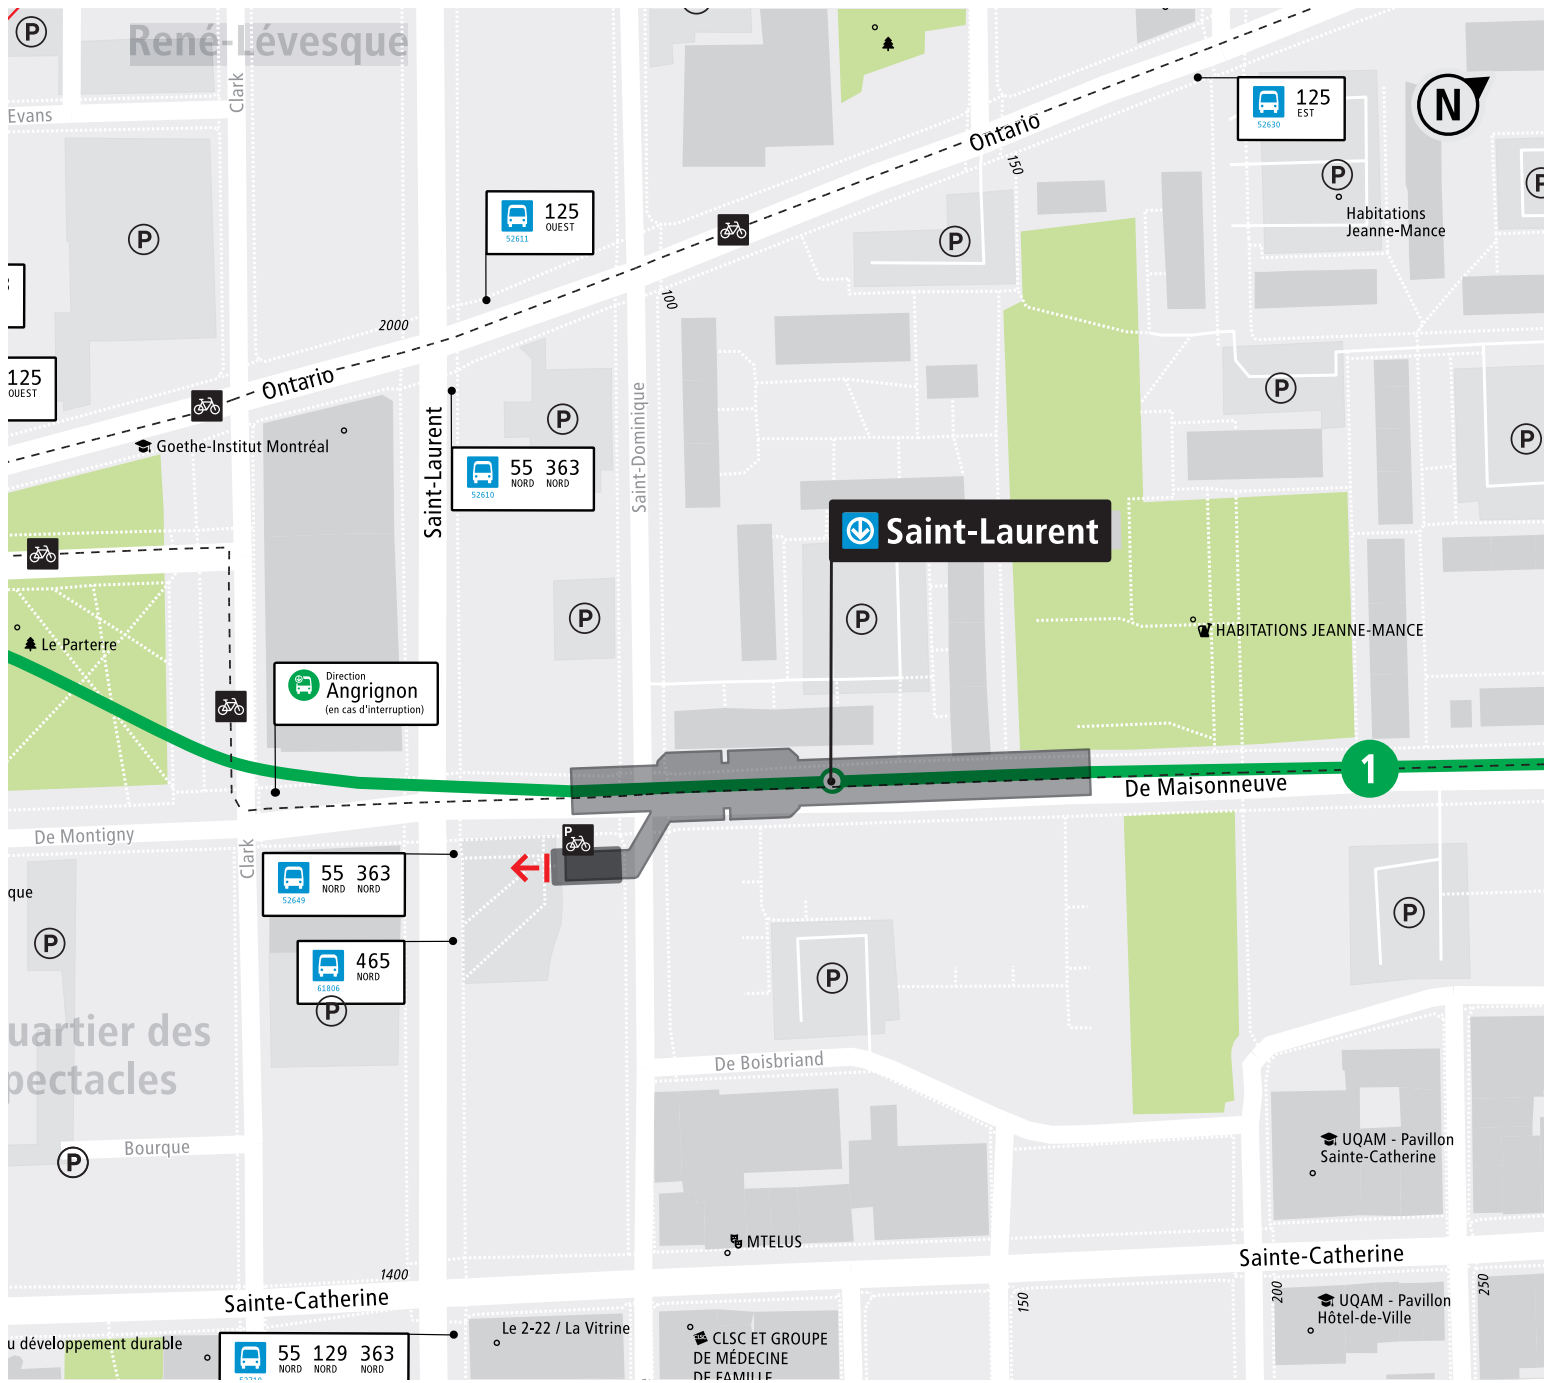 P
René-Lévesque
Clark
Evans
Ontario
150
125
EST
52630
N
P
Habitations
Jeanne-Mance
P
P
125
OUEST
52611
P
100
2000
125
OUEST
Ontario
Goethe-Institut Montréal
Saint-Laurent
55 363
NORD NORD
52610
P
Saint-Dominique
P
P
Saint-Laurent
P
P
HABITATIONS JEANNE-MANCE
Le Parterre
Direction
Angrignon
(en cas d'interruption)
1
De Maisonneuve
De Montigny
Clark
P
55 363
NORD NORD
52649
que
P
465
NORD
61806
P
P
P
uartier des
pectacles
De Boisbriand
Bourque
P
UQAM - Pavillon
Sainte-Catherine
MTELUS
Sainte-Catherine
1400
Sainte-Catherine
150
200
250
UQAM - Pavillon
Hôtel-de-Ville
Le 2-22 / La Vitrine
CLSC ET GROUPE
DE MÉDECINE
DE FAMILLE
u développement durable
55 129 363
NORD NORD NORD